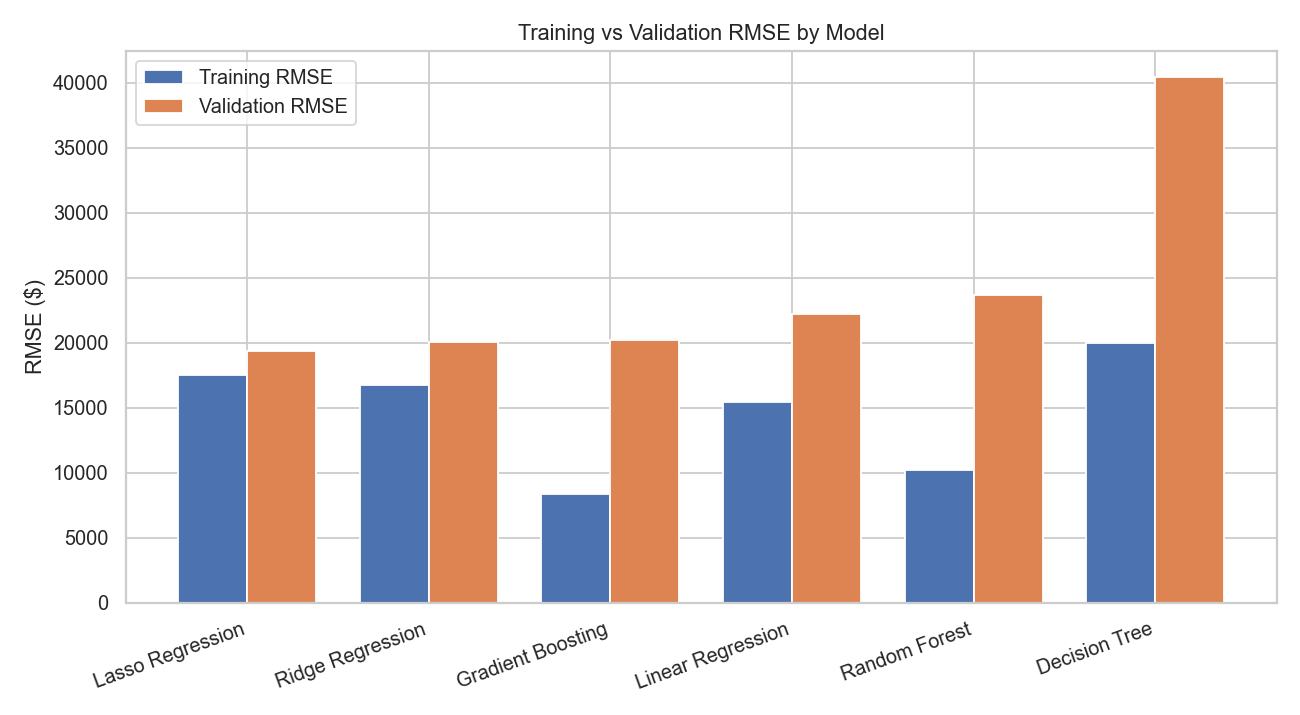 Training vs Validation RMSE by Model
Training RMSE
Validation RMSE
RMSE ($)
40000
35000
30000
25000
20000
15000
10000
5000
0
Lasso Regression
Ridge Regression
Gradient Boosting
Linear Regression
Random Forest
Decision Tree